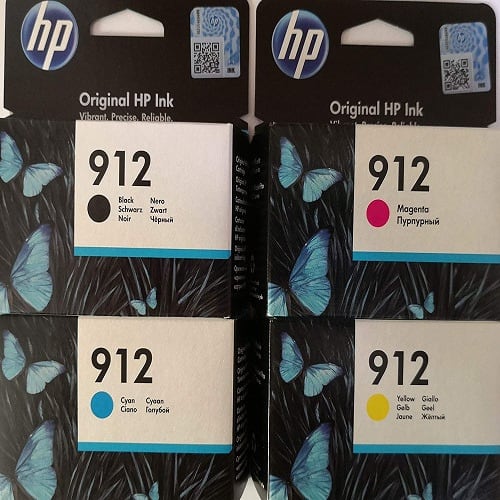 hp
Original HP Ink
Vibrant. Precise. Reliable.
912
Black Nero
Schwarz Zwart
Noir Чёрный
hp
Original HP Ink
912
Magenta
Пурпурный
912
Cyan Cyaan
Ciano Голубой
912
Yellow Giallo
Gelb Geel
Jaune Жёлтый